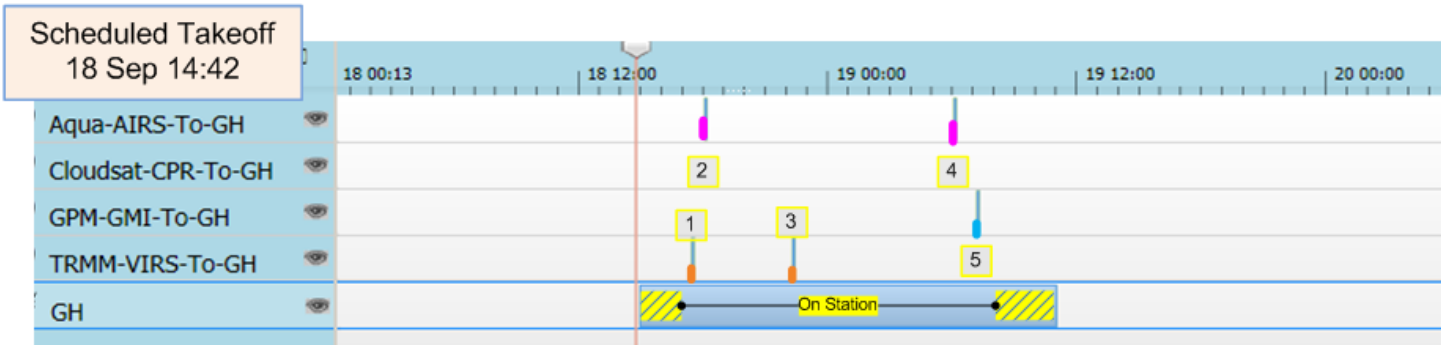 Scheduled Takeoff
18 Sep 14:42
18 00:13
18 12:00
19 00:00
19 12:00
20 00:00
Aqua-AIRS-To-GH
Cloudsat-CPR-To-GH
2
4
GPM-GMI-To-GH
1
3
TRMM-VIRS-To-GH
5
GH
On Station